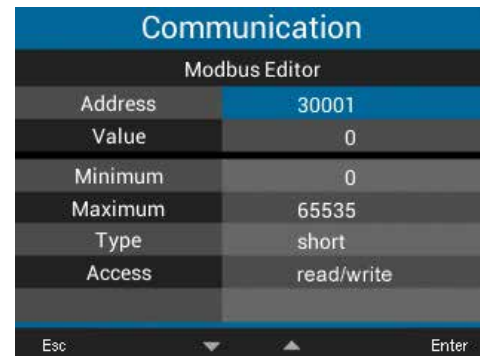 Communication
Modbus Editor
Address 30001
Value 0
Minimum 0
Maximum 65535
Type short
Access read/write
Esc Enter